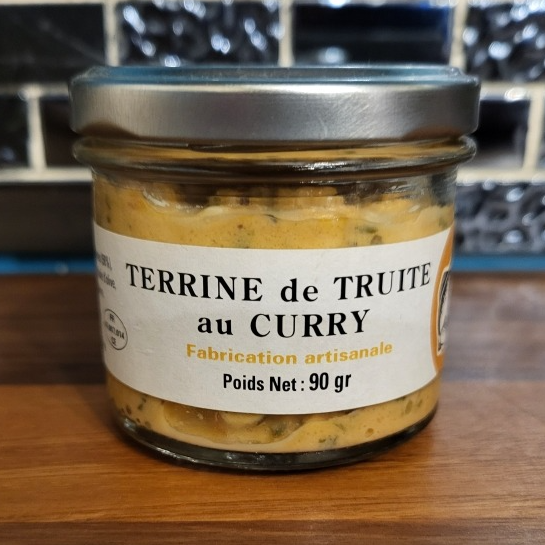 TERRINE de TRUITE
au CURRY
Fabrication artisanale
Poids Net : 90 gr